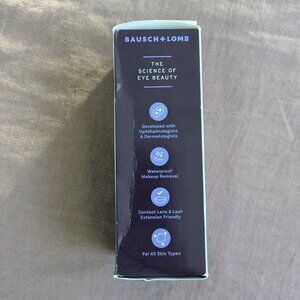 BAUSCH + LOMB
THE
SCIENCE OF
EYE BEAUTY
Developed with
Ophthalmologists
& Dermatologists
Waterproof
Makeup Removal
Contact Lens & Lash
Extension Friendly
For All Skin Types